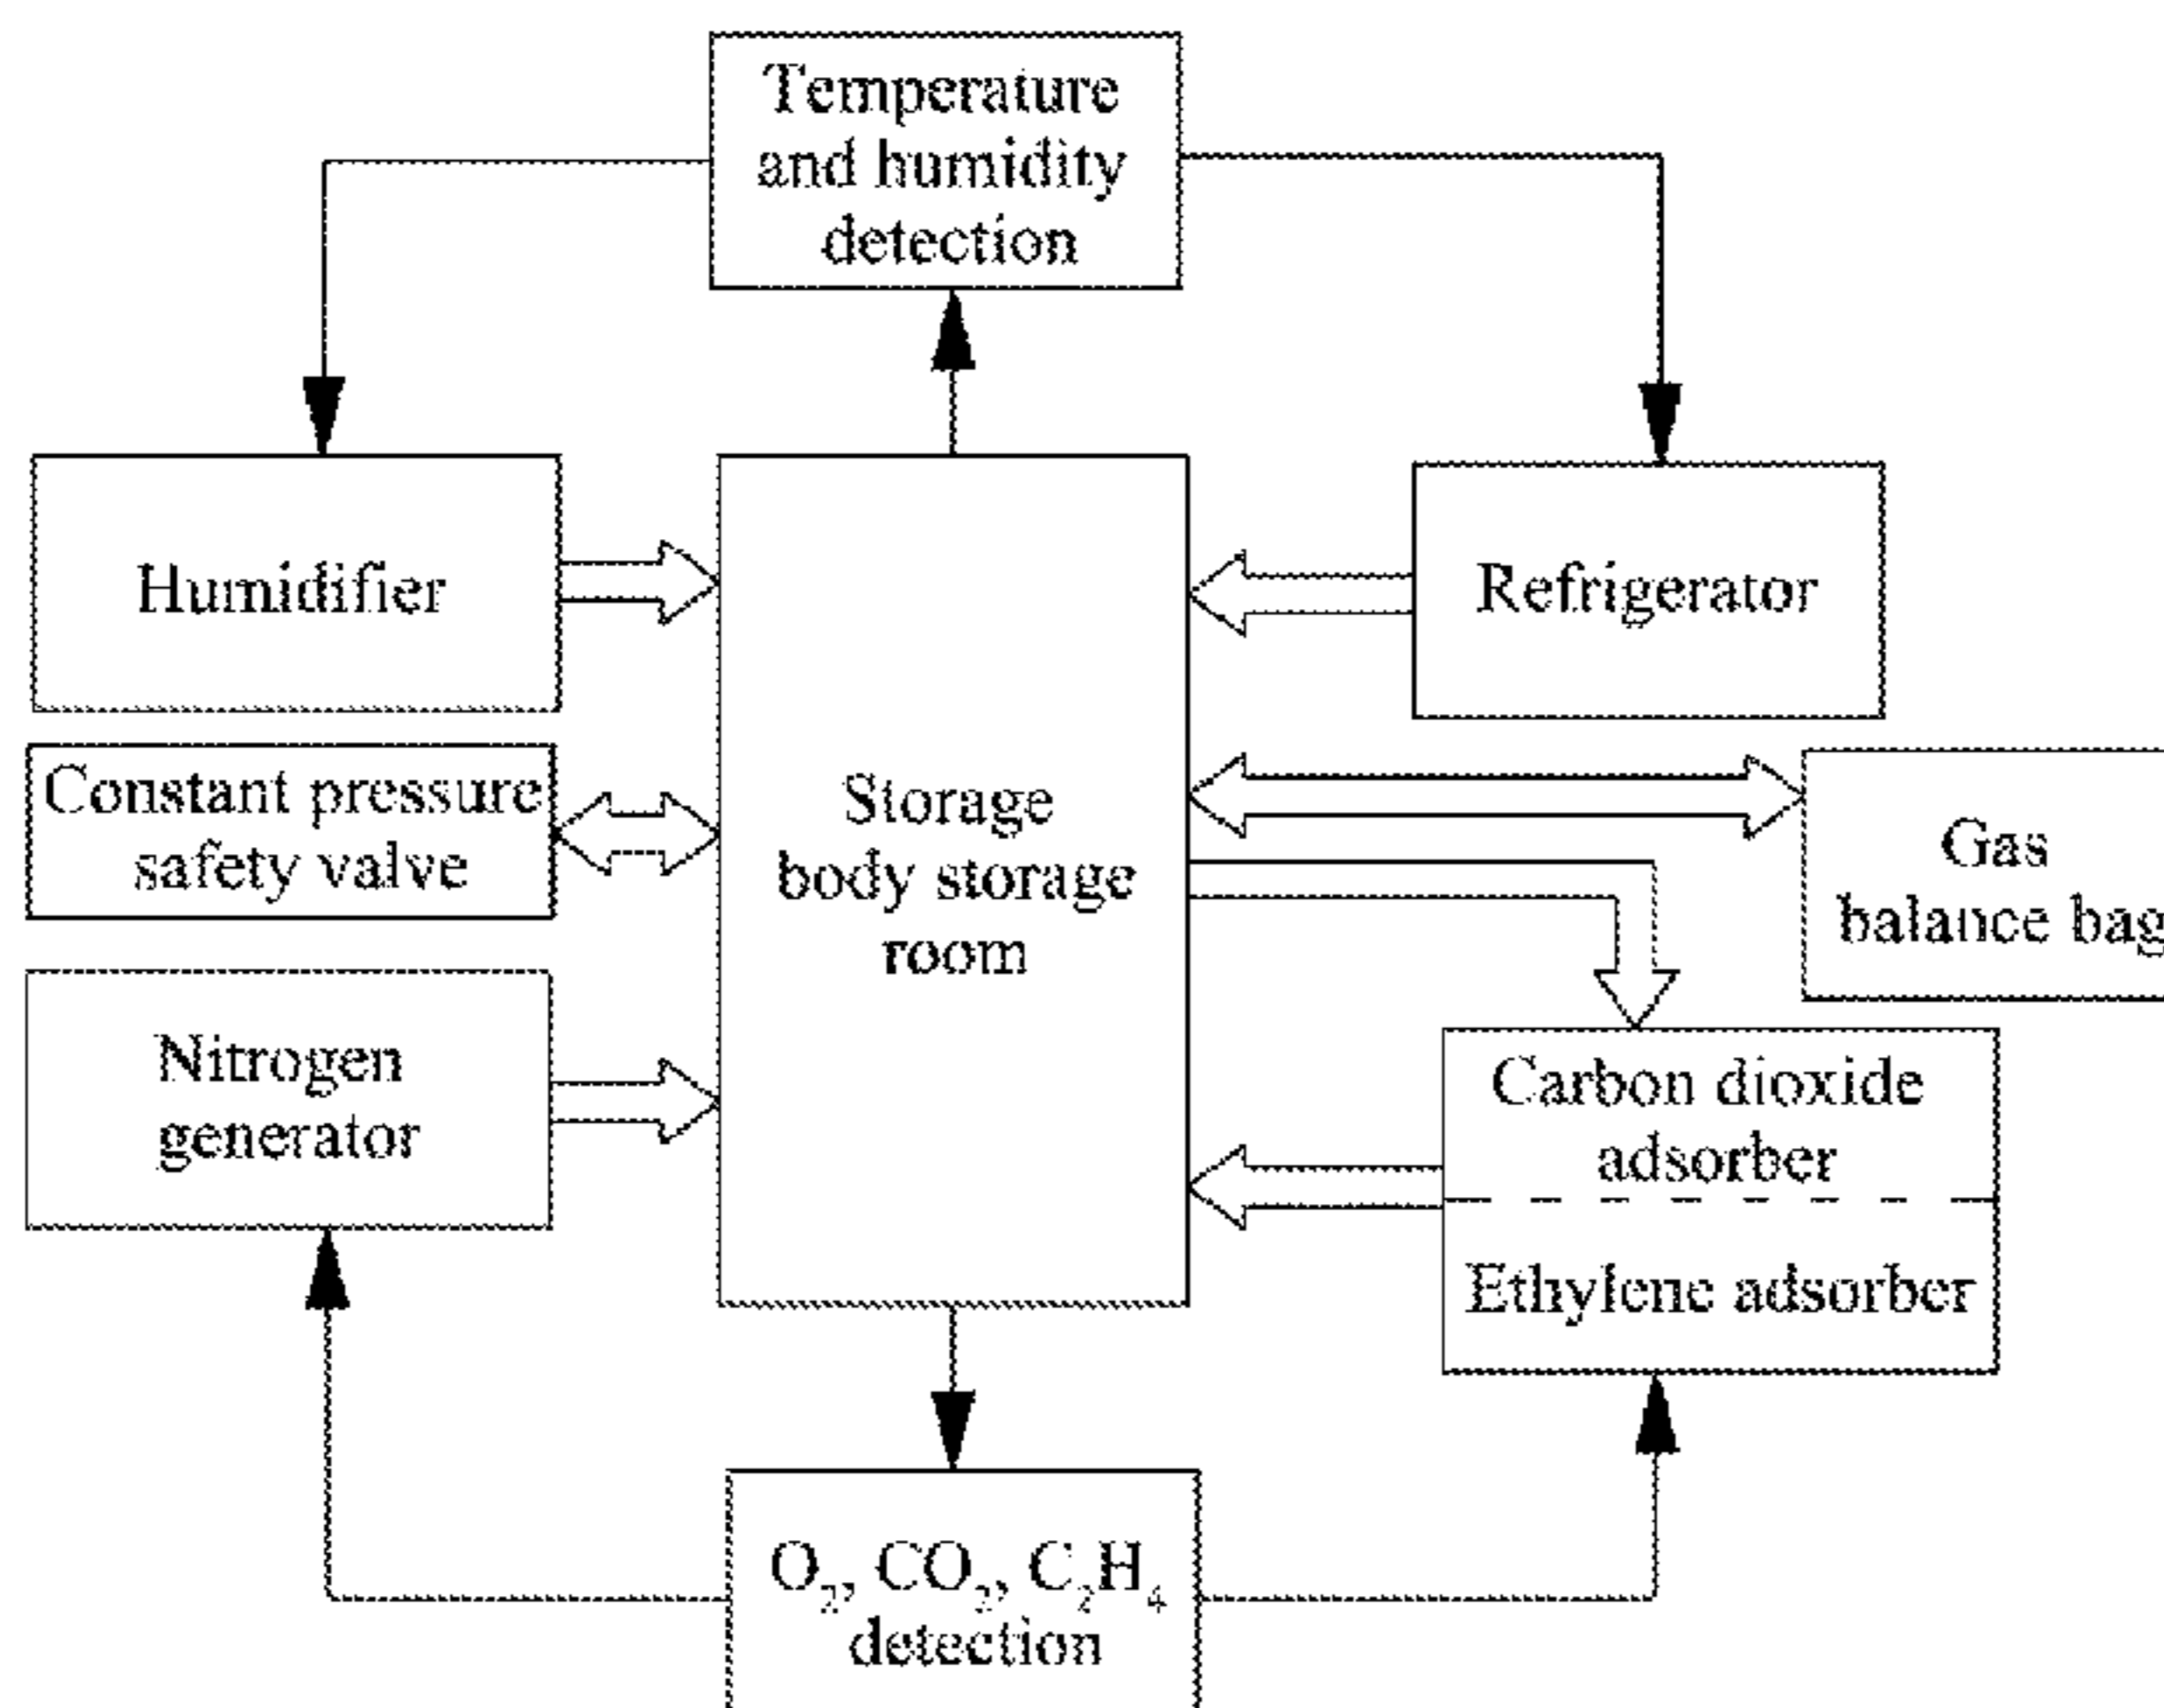 Temperature
and humidity
detection
Humidifier
Refrigerator
Constant pressure
safety valve
Storage
body storage
room
Gas
balance bag
Nitrogen
generator
Carbon dioxide
adsorber
Ethylene adsorber
O₂, CO₂, C₂H₄
detection